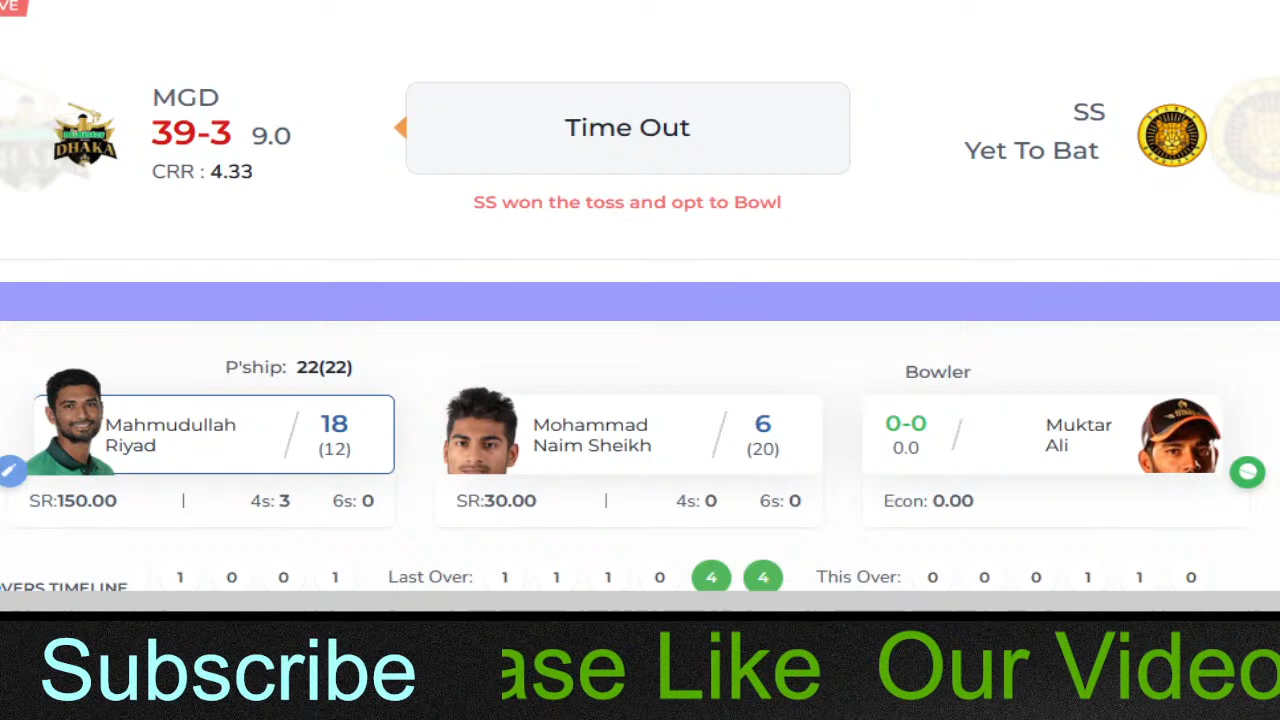 VE
MGD
39-3 9.0
CRR : 4.33
DHAKA
Time Out
SS won the toss and opt to Bowl
SS
Yet To Bat
P'ship: 22(22)
Mahmudullah Riyad / 18 (12)
SR:150.00 | 4s: 3 6s: 0
Mohammad Naim Sheikh / 6 (20)
SR:30.00 | 4s: 0 6s: 0
Bowler
0-0 0.0 / Muktar Ali
Econ: 0.00
VERS TIMELINE 1 0 0 1 Last Over: 1 1 1 0 4 4 This Over: 0 0 0 1 1 0
Subscribe ase Like Our Video